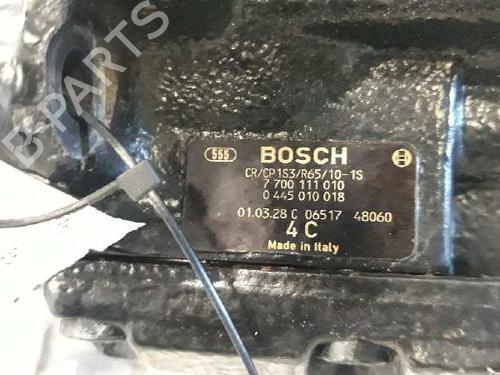 555 BOSCH
CR/CP1S3/R65/10-1S
7 700 111 010
0 445 010 018
01.03.28 C 06517 48060
4 C
Made in Italy
B-PARTS